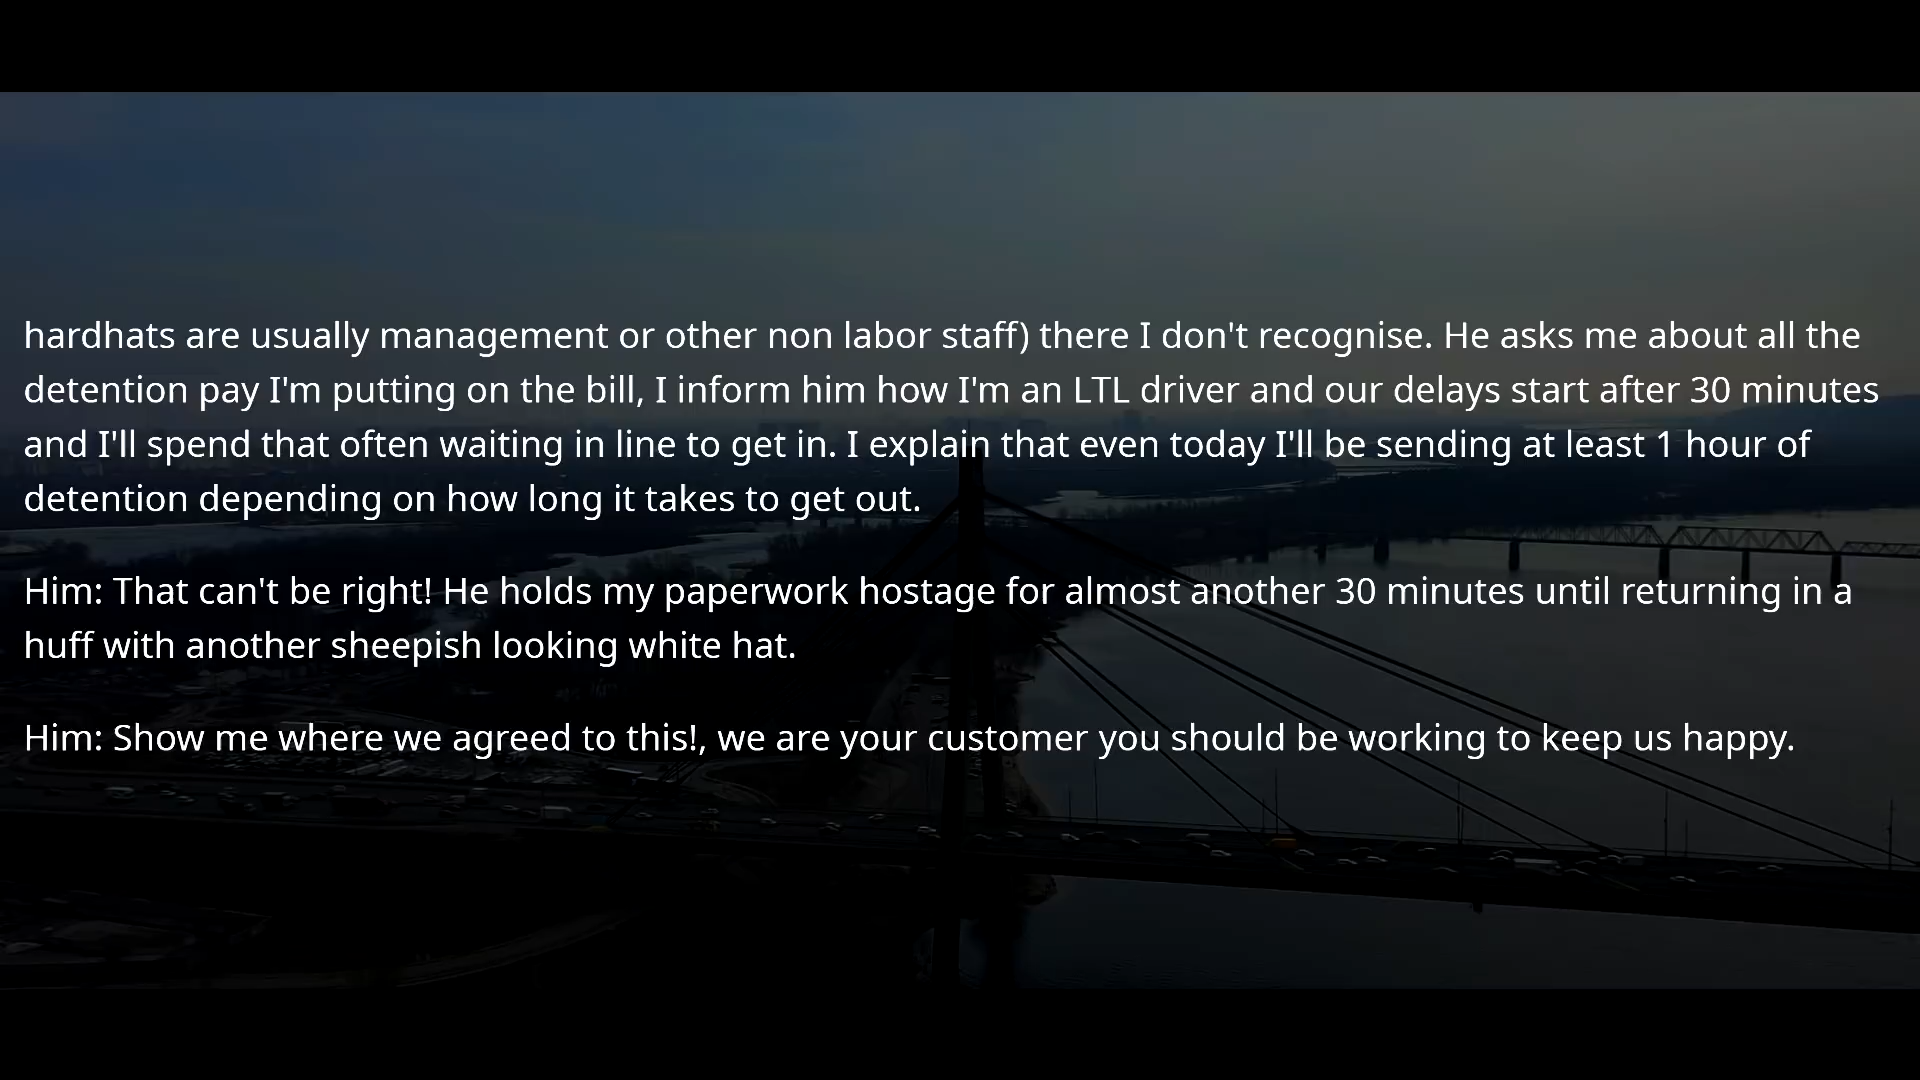 hardhats are usually management or other non labor staff) there I don't recognise. He asks me about all the
detention pay I'm putting on the bill, I inform him how I'm an LTL driver and our delays start after 30 minutes
and I'll spend that often waiting in line to get in. I explain that even today I'll be sending at least 1 hour of
detention depending on how long it takes to get out.
Him: That can't be right! He holds my paperwork hostage for almost another 30 minutes until returning in a
huff with another sheepish looking white hat.
Him: Show me where we agreed to this!, we are your customer you should be working to keep us happy.